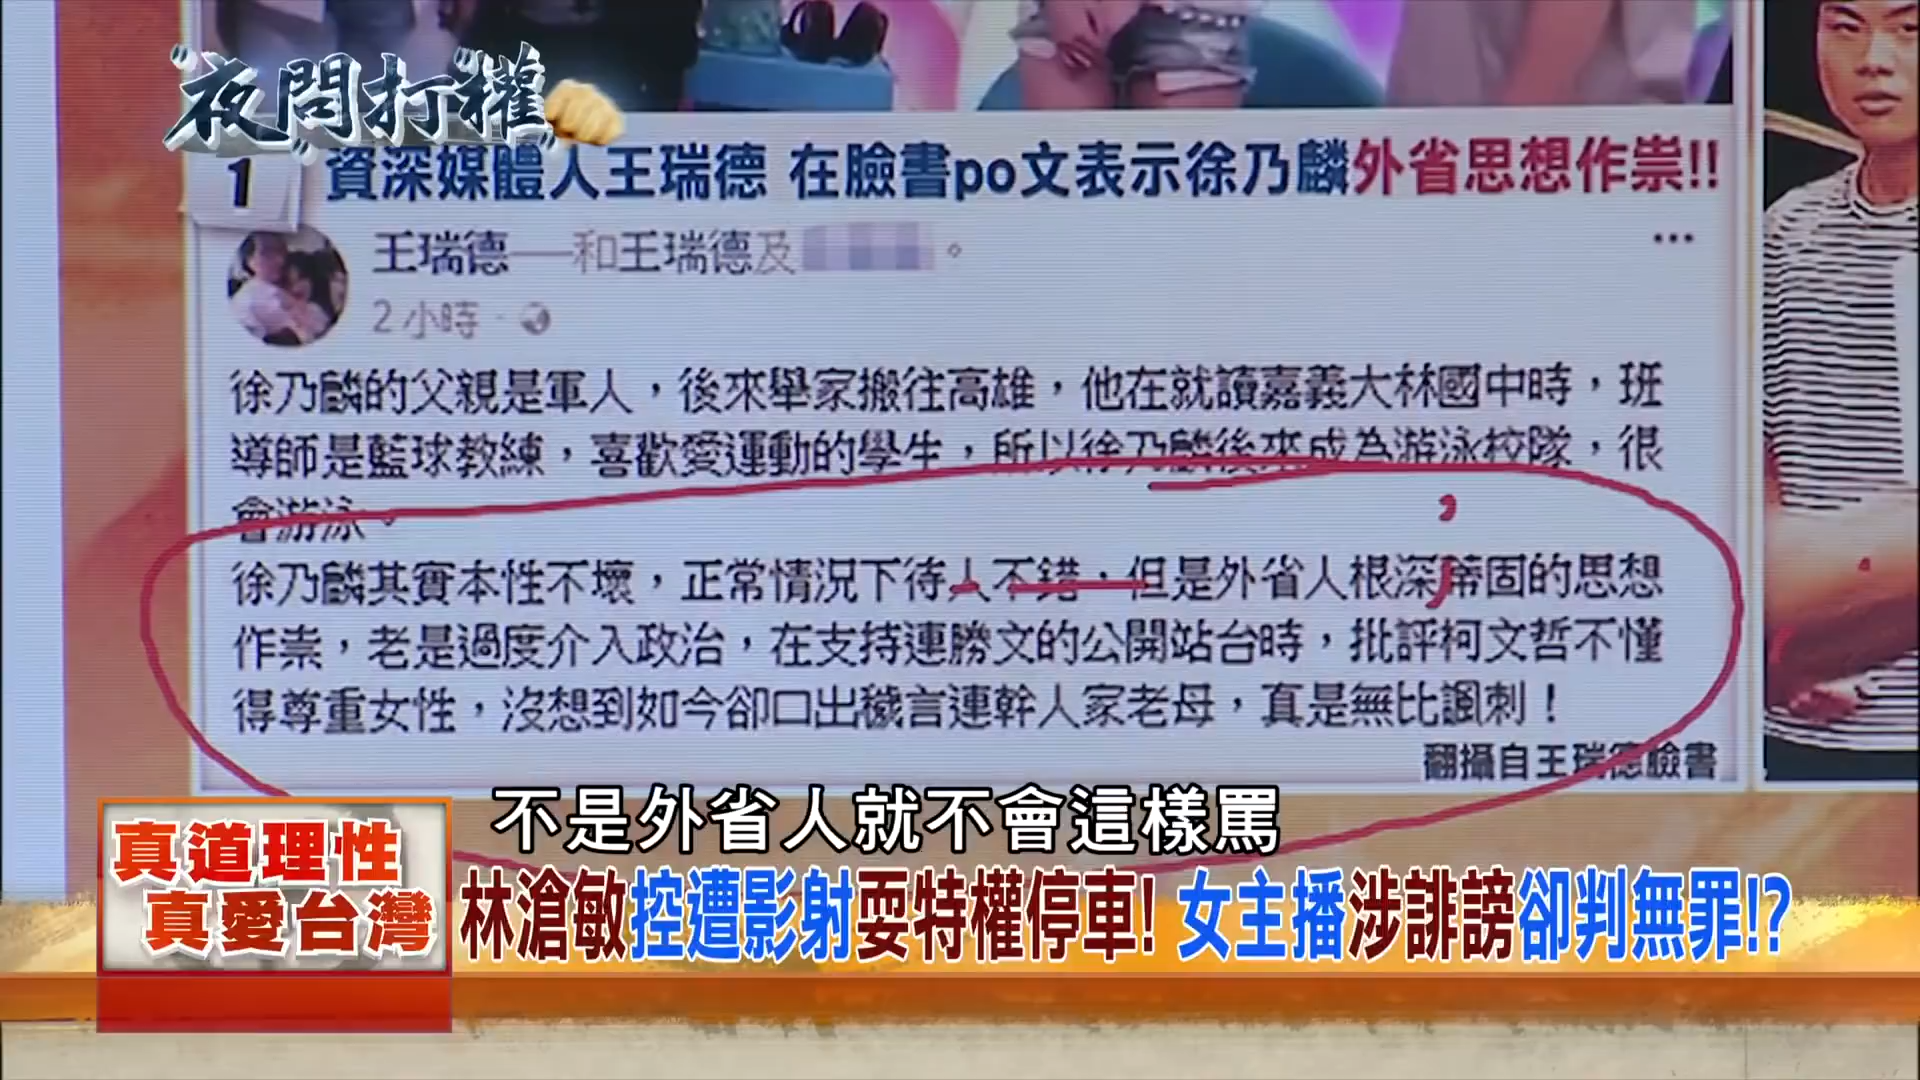 "夜問打"權"
1
資深媒體人王瑞德 在臉書po文表示徐乃麟外省思想作祟!!
王瑞德——和王瑞德及 。
2 小時 ·
徐乃麟的父親是軍人，後來舉家搬往高雄，他在就讀嘉義大林國中時，班
導師是籃球教練，喜歡愛運動的學生，所以徐乃麟後來成為游泳校隊，很
會游泳。
徐乃麟其實本性不壞，正常情況下待人不錯，但是外省人根深蒂固的思想
作祟，老是過度介入政治，在支持連勝文的公開站台時，批評柯文哲不懂
得尊重女性，沒想到如今卻口出穢言連幹人家老母，真是無比諷刺！
翻攝自王瑞德臉書
不是外省人就不會這樣罵
真道理性
真愛台灣
林滄敏控遭影射耍特權停車! 女主播涉誹謗卻判無罪!?